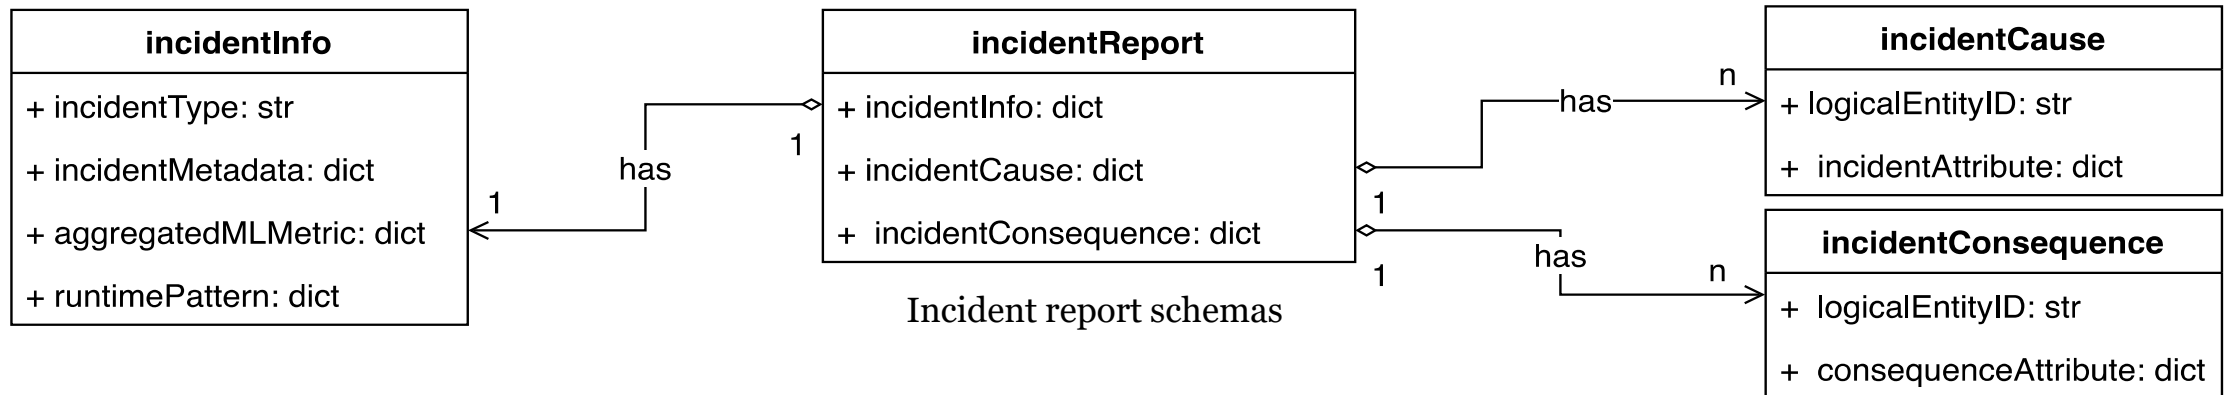 incidentInfo
+ incidentType: str
+ incidentMetadata: dict
+ aggregatedMLMetric: dict
+ runtimePattern: dict
has
1
1
incidentReport
+ incidentInfo: dict
+ incidentCause: dict
+ incidentConsequence: dict
Incident report schemas
1
has
n
1
has
n
incidentCause
+ logicalEntityID: str
+ incidentAttribute: dict
incidentConsequence
+ logicalEntityID: str
+ consequenceAttribute: dict